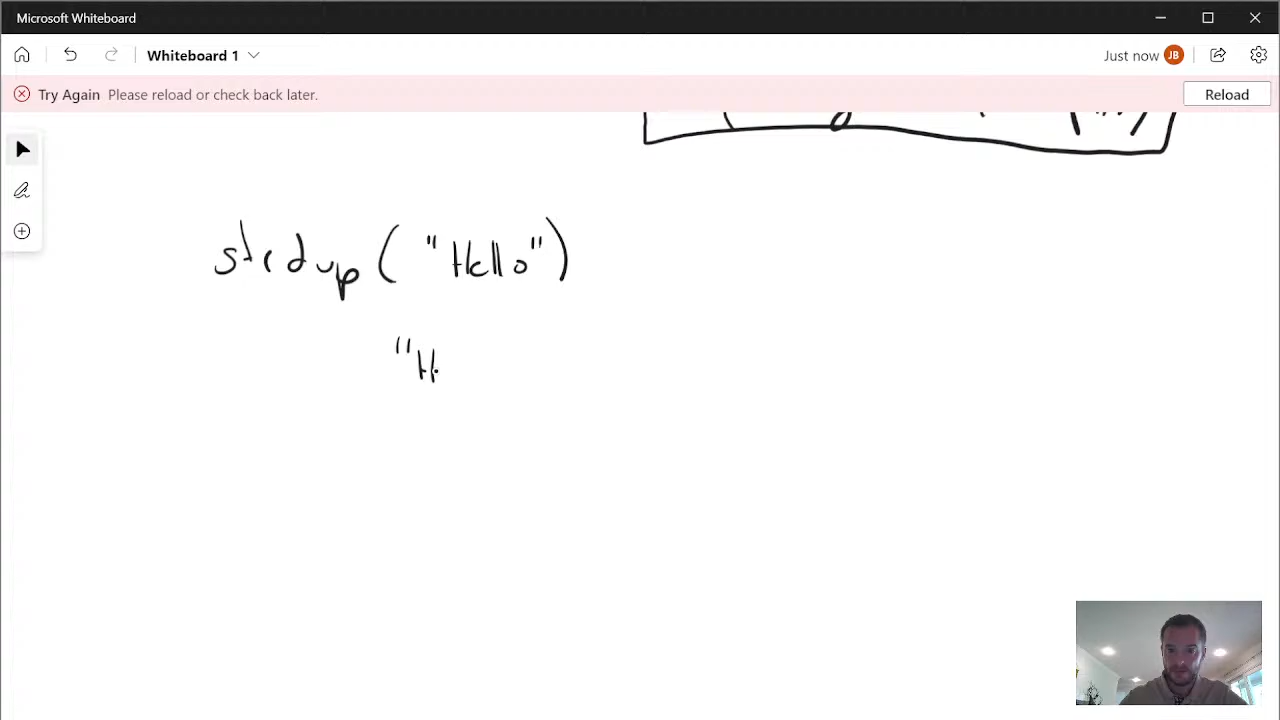 Microsoft Whiteboard
Whiteboard 1
Just now JB
Try Again Please reload or check back later.
Reload
strdup ( "Hello")
"H